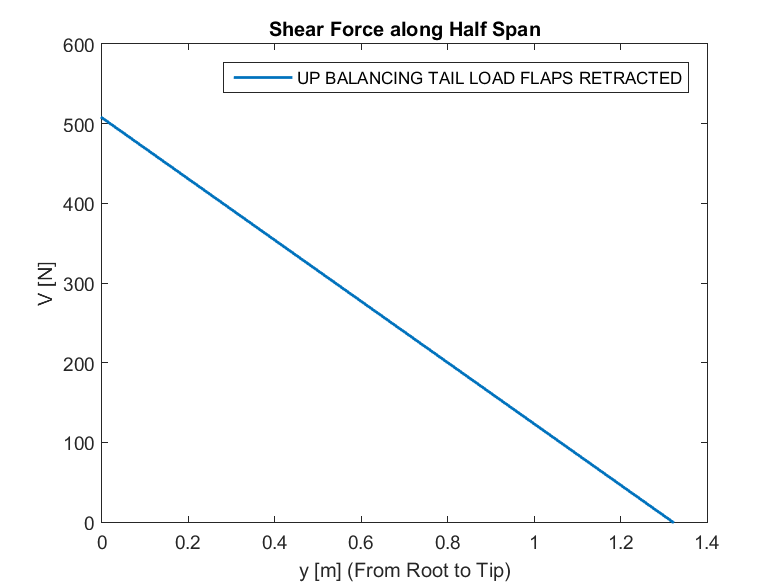 Shear Force along Half Span
UP BALANCING TAIL LOAD FLAPS RETRACTED
V [N]
600
500
400
300
200
100
0
0 0.2 0.4 0.6 0.8 1 1.2 1.4
y [m] (From Root to Tip)